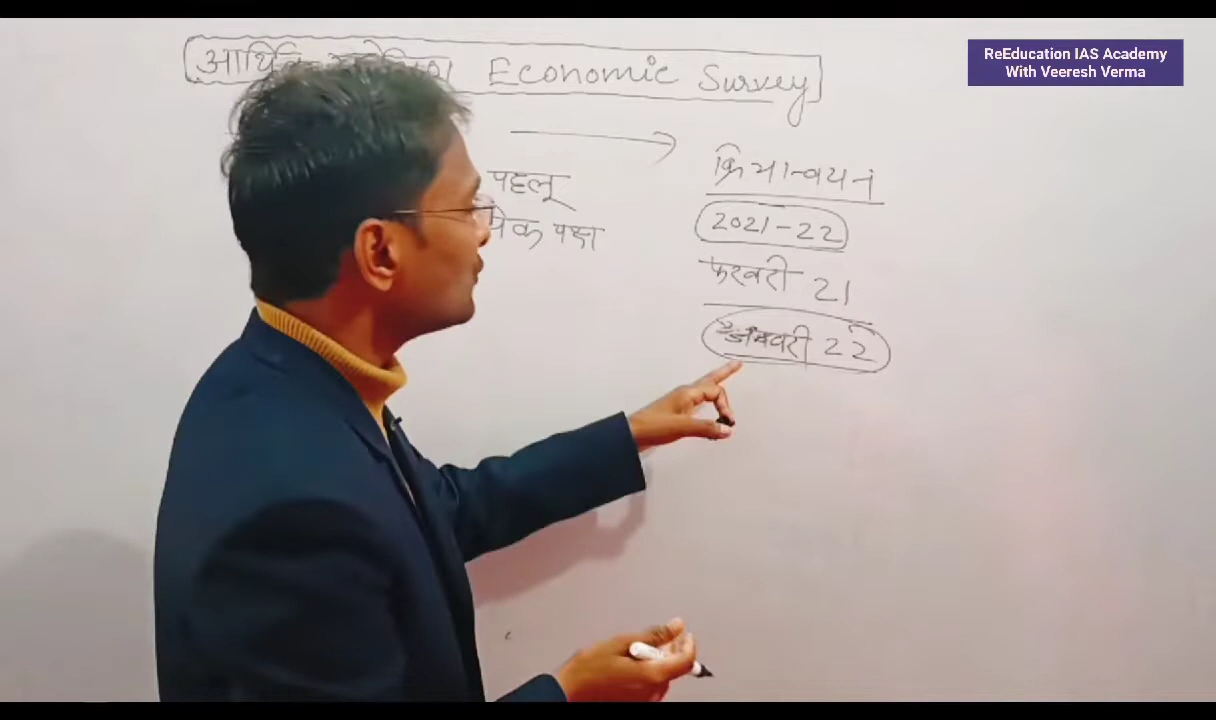 ReEducation IAS Academy
With Veeresh Verma
Economic Survey
पहलू
पक्ष
क्रियान्वयन
2021-22
फरवरी 21
जनवरी 22